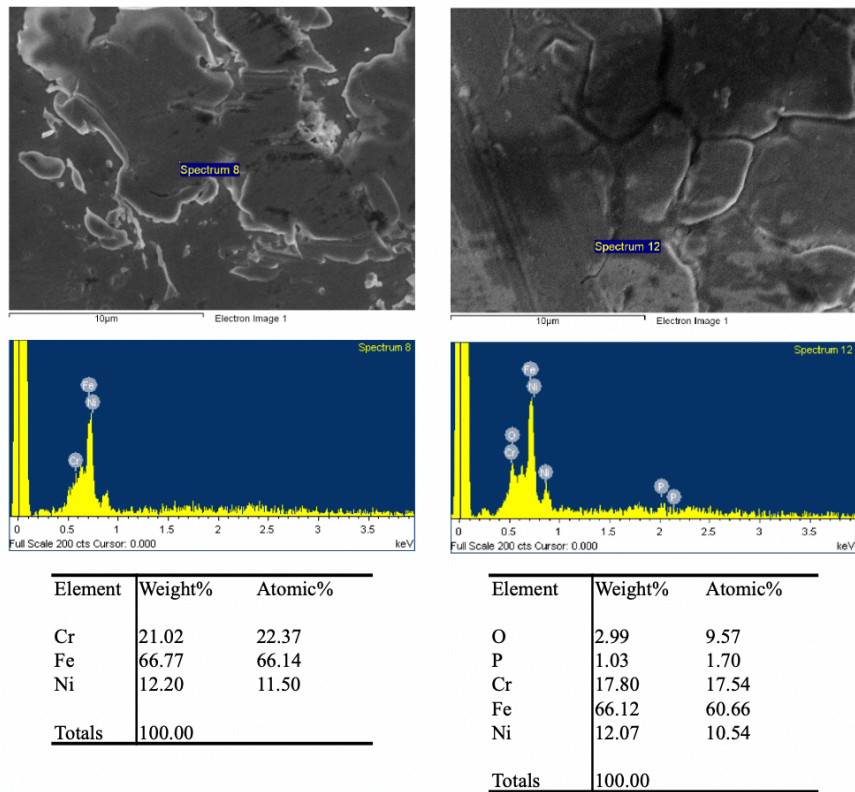 Spectrum 8
10µm Electron Image 1
Spectrum 12
10µm Electron Image 1
Spectrum 8
Fe
Ni
Cr
0 0.5 1 1.5 2 2.5 3 3.5
Full Scale 200 cts Cursor: 0.000 keV
Spectrum 12
Fe
Ni
O
Cr
Ni
P
P
0 0.5 1 1.5 2 2.5 3 3.5
Full Scale 200 cts Cursor: 0.000 keV
Element Weight% Atomic%
Cr 21.02 22.37
Fe 66.77 66.14
Ni 12.20 11.50
Totals 100.00
Element Weight% Atomic%
O 2.99 9.57
P 1.03 1.70
Cr 17.80 17.54
Fe 66.12 60.66
Ni 12.07 10.54
Totals 100.00